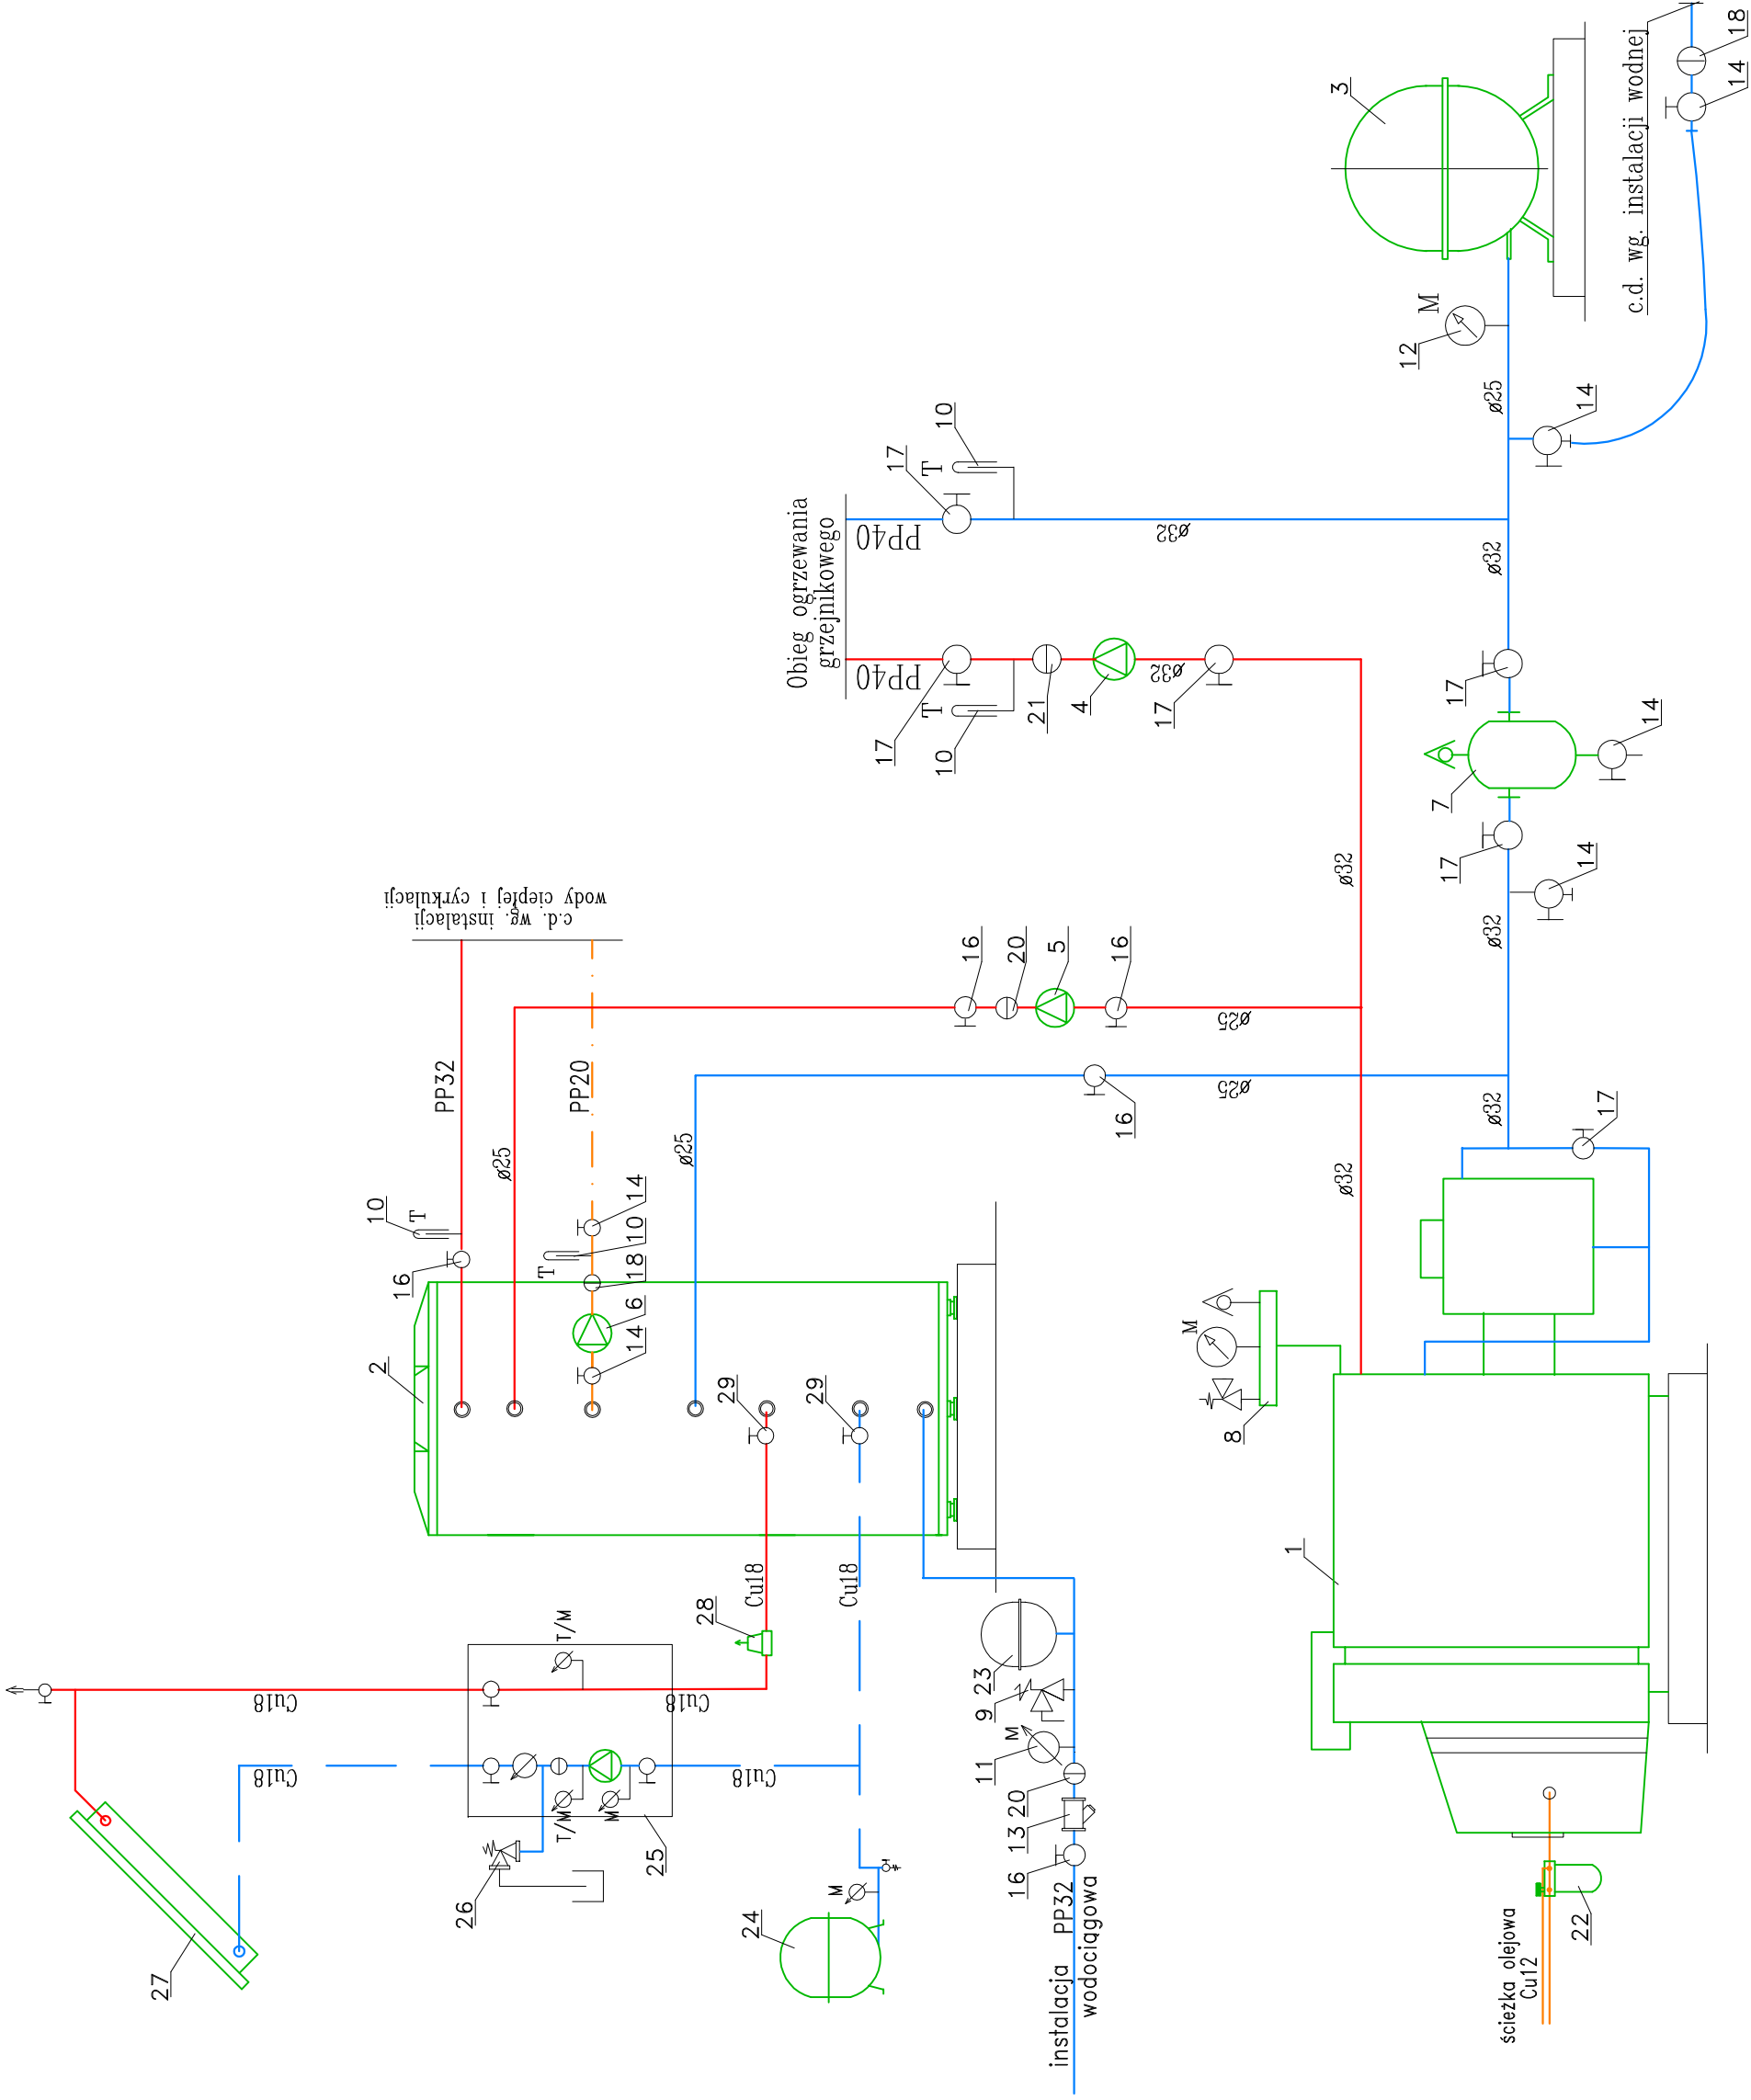 27
Cu18
Cu18
10
T
2
16
c.d. wg. instalacji
wody ciepłej i cyrkulacji
PP32
26
ø25
T
T/M
T/M
M
PP20
14
10
18
6
14
25
Cu18
Cu18
ø25
28
29
24
Cu18
29
Cu18
M
Obieg ogrzewania
grzejnikowego
PP40
PP40
17
17
T
T
10
10
16
20
5
16
16
21
4
17
ø32
ø32
ø25
ø25
23
9
M
11
20
13
16
instalacja PP32
wodociągowa
M
8
1
ø32
ø32
3
12
M
7
17
17
ø32
ø32
ø32
ø25
14
14
14
17
22
ścieżka olejowa
Cu12
c.d. wg. instalacji wodnej
14
18